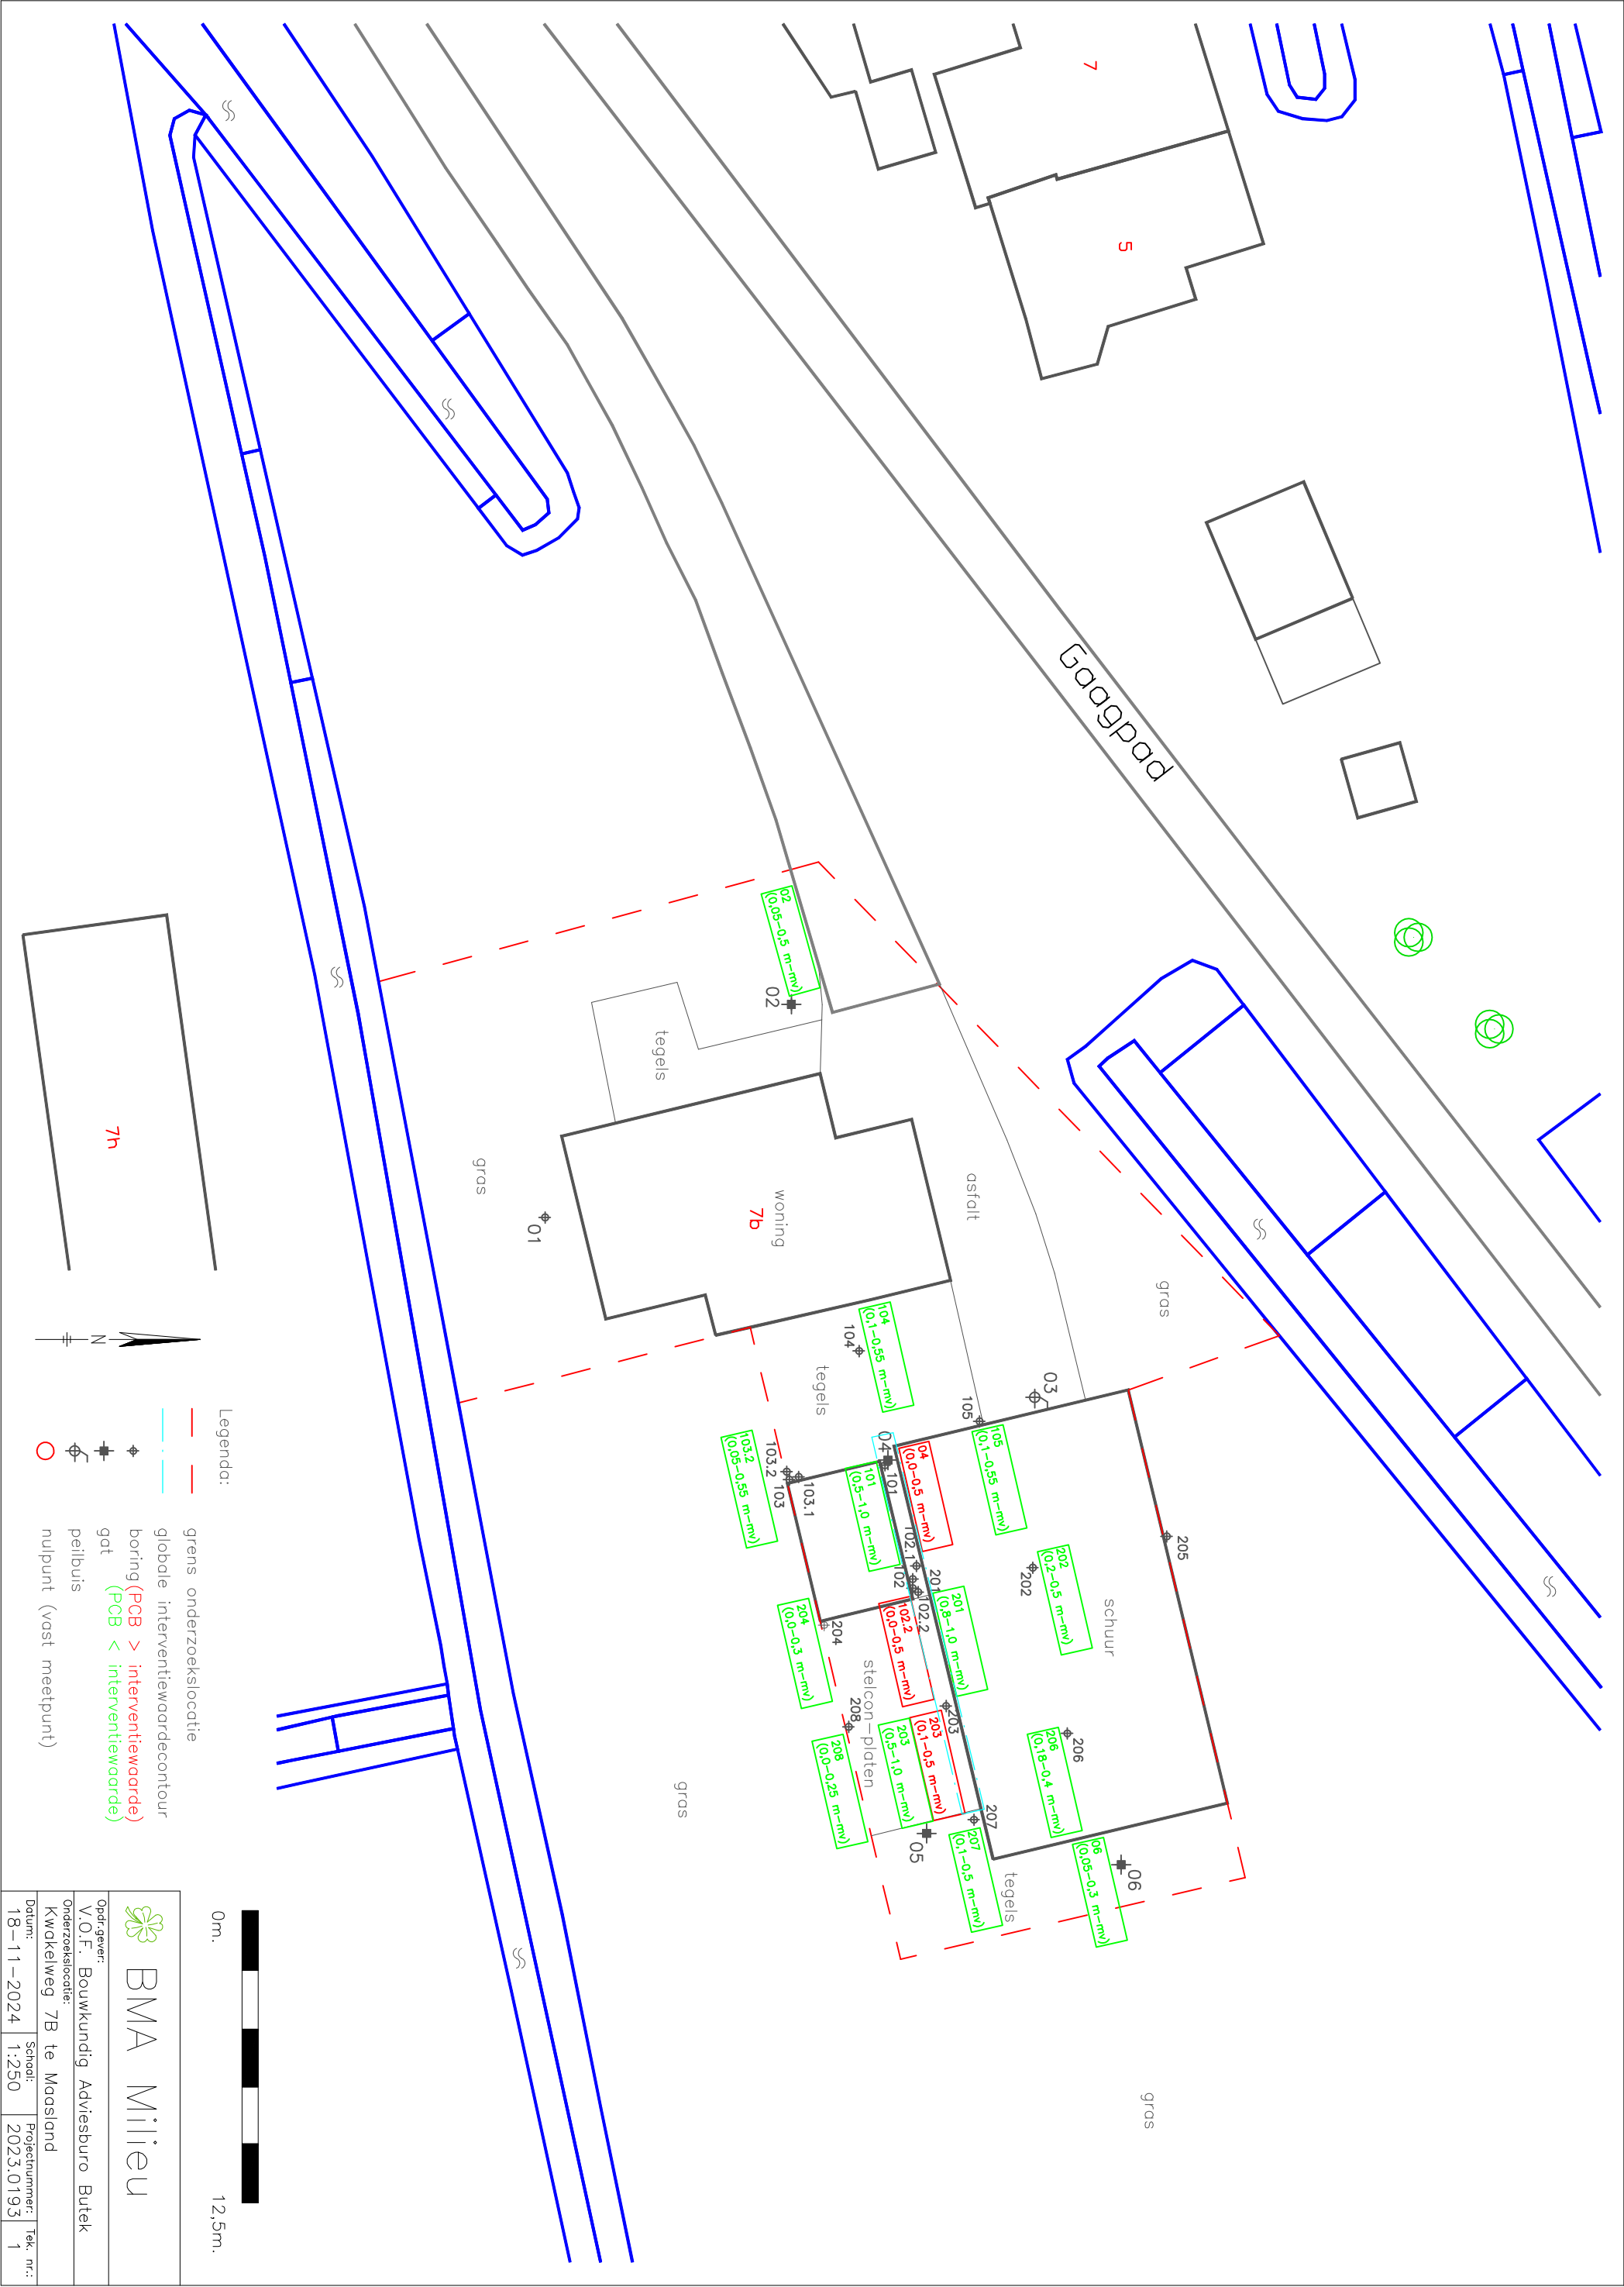 7
5
Gaagpad
02
(0,05-0,5 m-mv)
02
tegels
gras
asfalt
gras
woning
7b
01
7h
104
(0,1-0,55 m-mv)
104
tegels
03
105
105
(0,1-0,55 m-mv)
04
04
(0,0-0,5 m-mv)
101
101
(0,5-1,0 m-mv)
103.2
(0,05-0,55 m-mv)
103.2
103
103.1
205
202
(0,2-0,5 m-mv)
202
schuur
102.1
102
201
102.2
201
(0,8-1,0 m-mv)
102.2
(0,0-0,5 m-mv)
204
(0,0-0,3 m-mv)
204
stelcon-platen
203
203
(0,1-0,5 m-mv)
203
(0,5-1,0 m-mv)
208
208
(0,0-0,25 m-mv)
206
206
(0,18-0,4 m-mv)
207
207
(0,1-0,5 m-mv)
05
06
06
(0,05-0,3 m-mv)
tegels
gras
gras
N
Legenda:
grens onderzoekslocatie
globale interventiewaardecontour
boring (PCB > interventiewaarde)
gat (PCB < interventiewaarde)
peilbuis
nulpunt (vast meetpunt)
0m.
12,5m.
BMA Milieu
Opdr.gever:
V.O.F. Bouwkundig Adviesburo Butek
Onderzoekslocatie:
Kwakelweg 7B te Maasland
Datum: Schaal: Projectnummer: Tek. nr.:
18-11-2024 1:250 2023.0193 1